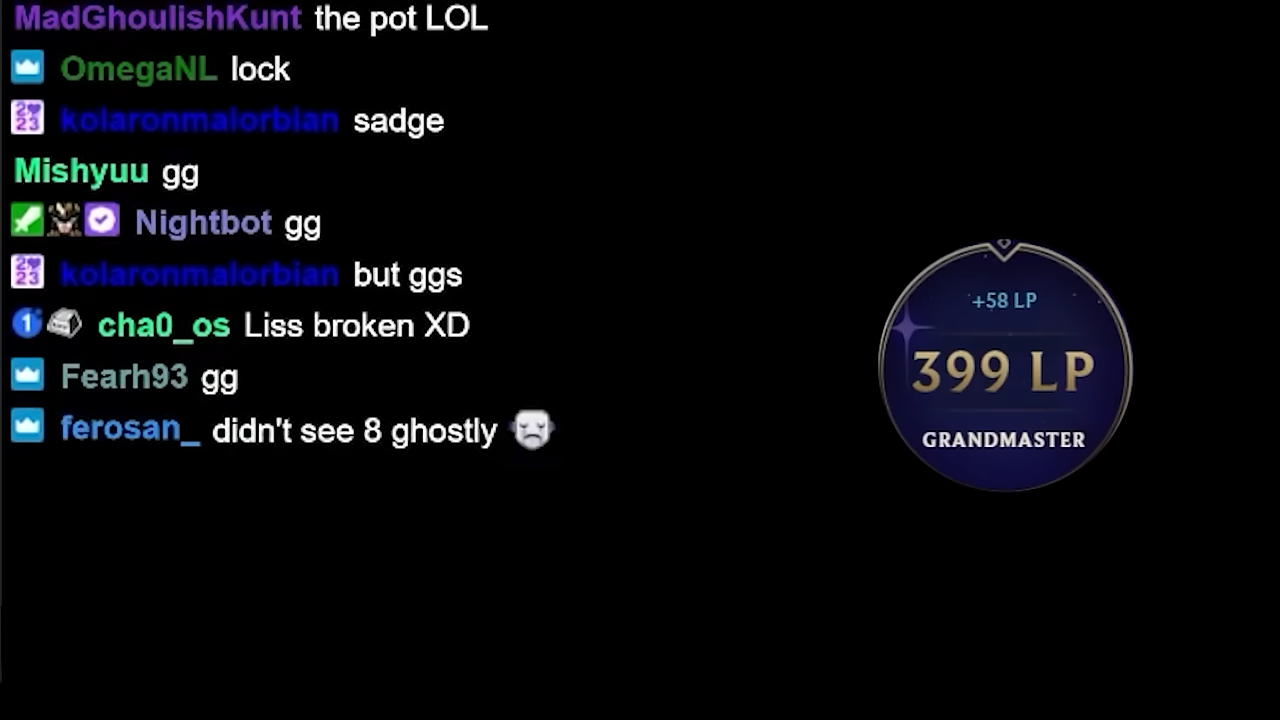 MadGhoulishKunt the pot LOL
OmegaNL lock
kolaronmalorbian sadge
Mishyuu gg
Nightbot gg
kolaronmalorbian but ggs
cha0_os Liss broken XD
Fearh93 gg
ferosan_ didn't see 8 ghostly
+58 LP
399 LP
GRANDMASTER